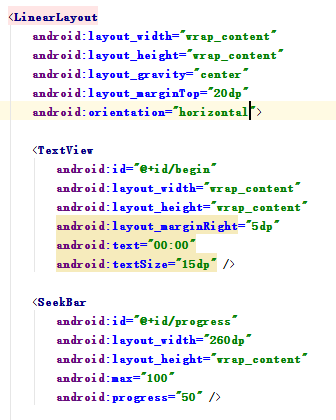 <LinearLayout
android:layout_width="wrap_content"
android:layout_height="wrap_content"
android:layout_gravity="center"
android:layout_marginTop="20dp"
android:orientation="horizontal">
<TextView
android:id="@+id/begin"
android:layout_width="wrap_content"
android:layout_height="wrap_content"
android:layout_marginRight="5dp"
android:text="00:00"
android:textSize="15dp" />
<SeekBar
android:id="@+id/progress"
android:layout_width="260dp"
android:layout_height="wrap_content"
android:max="100"
android:progress="50" />